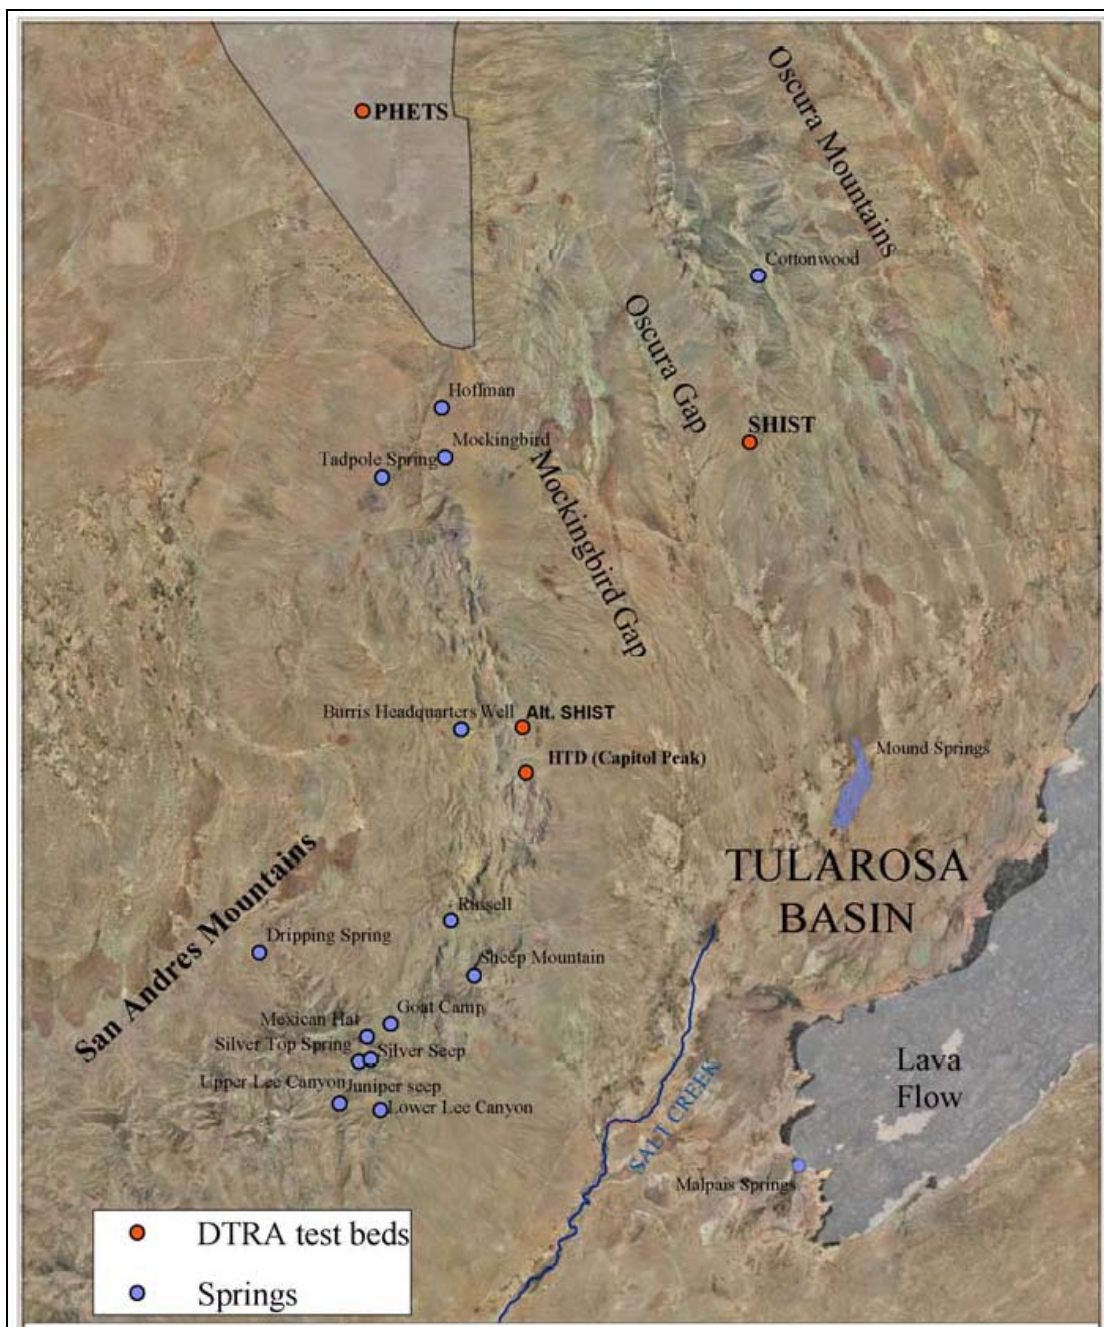 PHETS
Oscura Mountains
Cottonwood
Oscura Gap
Hoffman
SHIST
Mockingbird
Tadpole Spring
Mockingbird Gap
Burris Headquarters Well
Alt. SHIST
HTD (Capitol Peak)
Mound Springs
TULAROSA
BASIN
San Andres Mountains
Russell
Dripping Spring
Sheep Mountain
Goat Camp
Mexican Hat
Silver Top Spring
Silver Seep
Upper Lee Canyon
Juniper seep
Lower Lee Canyon
Lava
Flow
SALT CREEK
Malpais Springs
DTRA test beds
Springs